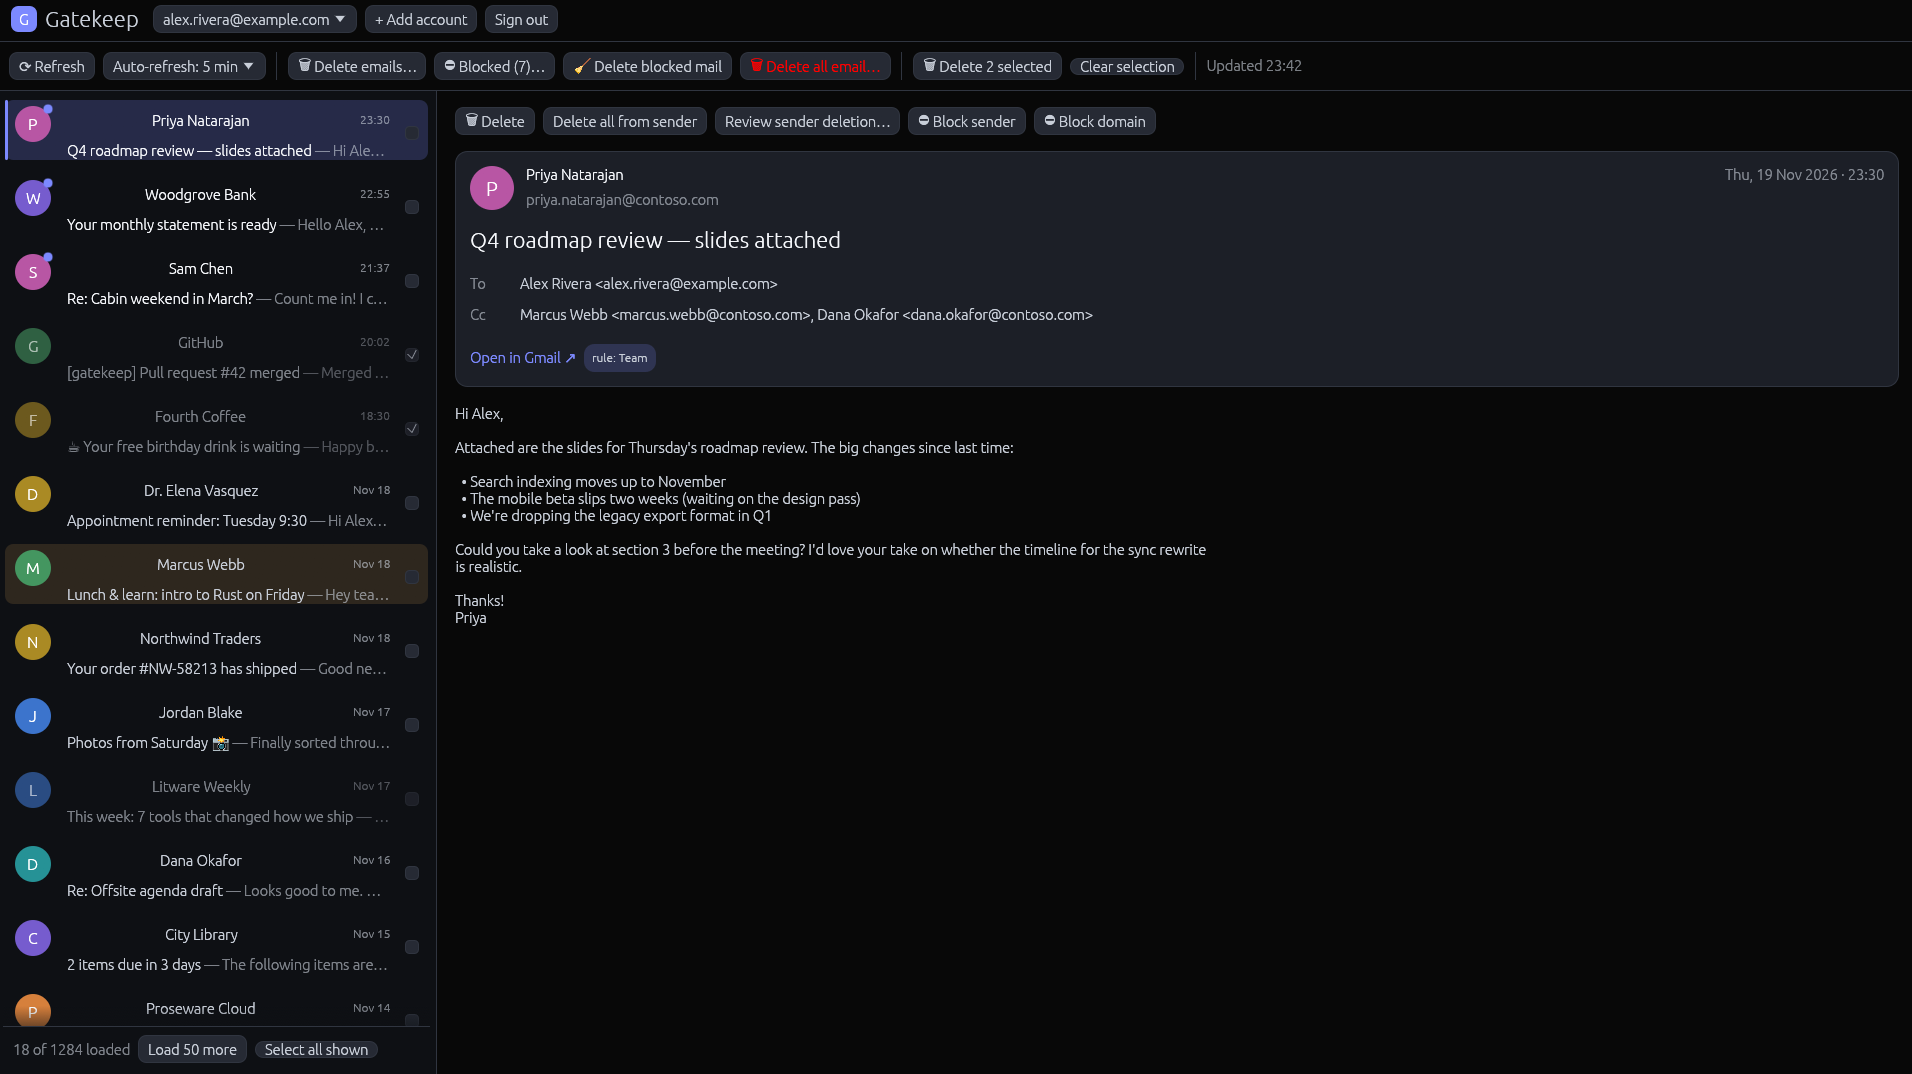 G Gatekeep alex.rivera@example.com ▼ + Add account Sign out
⟳ Refresh Auto-refresh: 5 min ▼ 🗑 Delete emails… ⛔ Blocked (7)… 🧹 Delete blocked mail 🗑 Delete all email… 🗑 Delete 2 selected Clear selection Updated 23:42
P Priya Natarajan 23:30
Q4 roadmap review — slides attached — Hi Ale…
W Woodgrove Bank 22:55
Your monthly statement is ready — Hello Alex, …
S Sam Chen 21:37
Re: Cabin weekend in March? — Count me in! I c…
G GitHub 20:02
[gatekeep] Pull request #42 merged — Merged …
F Fourth Coffee 18:30
☕ Your free birthday drink is waiting — Happy b…
D Dr. Elena Vasquez Nov 18
Appointment reminder: Tuesday 9:30 — Hi Alex…
M Marcus Webb Nov 18
Lunch & learn: intro to Rust on Friday — Hey tea…
N Northwind Traders Nov 18
Your order #NW-58213 has shipped — Good ne…
J Jordan Blake Nov 17
Photos from Saturday 📸 — Finally sorted throu…
L Litware Weekly Nov 17
This week: 7 tools that changed how we ship — …
D Dana Okafor Nov 16
Re: Offsite agenda draft — Looks good to me. …
C City Library Nov 15
2 items due in 3 days — The following items are…
P Proseware Cloud Nov 14
18 of 1284 loaded Load 50 more Select all shown
🗑 Delete Delete all from sender Review sender deletion… ⛔ Block sender ⛔ Block domain
P Priya Natarajan Thu, 19 Nov 2026 · 23:30
priya.natarajan@contoso.com
Q4 roadmap review — slides attached
To Alex Rivera <alex.rivera@example.com>
Cc Marcus Webb <marcus.webb@contoso.com>, Dana Okafor <dana.okafor@contoso.com>
Open in Gmail ↗ rule: Team
Hi Alex,
Attached are the slides for Thursday's roadmap review. The big changes since last time:
• Search indexing moves up to November
• The mobile beta slips two weeks (waiting on the design pass)
• We're dropping the legacy export format in Q1
Could you take a look at section 3 before the meeting? I'd love your take on whether the timeline for the sync rewrite
is realistic.
Thanks!
Priya